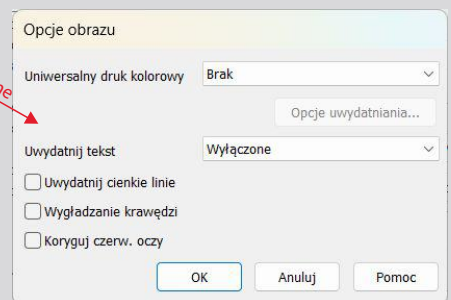 Opcje obrazu
Uniwersalny druk kolorowy Brak
Opcje uwydatniania...
Uwydatnij tekst Wyłączone
Uwydatnij cienkie linie
Wygładzanie krawędzi
Koryguj czerw. oczy
OK Anuluj Pomoc